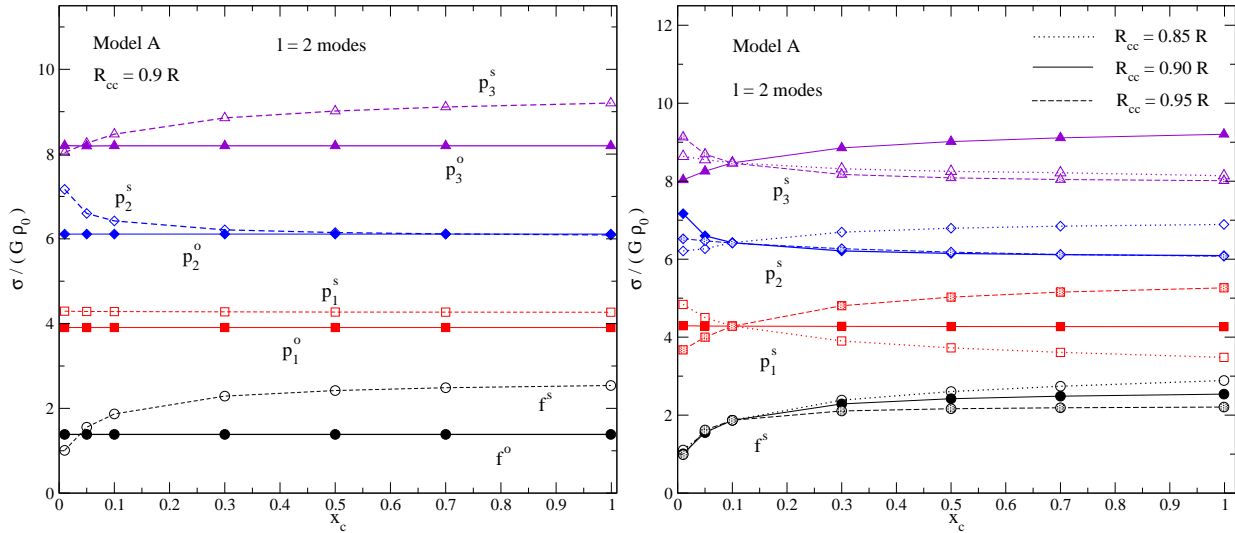 Model A
l = 2 modes
R_cc = 0.9 R
p_3^s
p_3^o
p_2^s
p_2^o
p_1^s
p_1^o
f^s
f^o
σ / ( G ρ_0 )
0
2
4
6
8
10
0
0.1
0.2
0.3
0.4
0.5
0.6
0.7
0.8
0.9
1
x_c
Model A
l = 2 modes
R_cc = 0.85 R
R_cc = 0.90 R
R_cc = 0.95 R
p_3^s
p_2^s
p_1^s
f^s
σ / ( G ρ_0 )
0
2
4
6
8
10
12
0
0.1
0.2
0.3
0.4
0.5
0.6
0.7
0.8
0.9
1
x_c